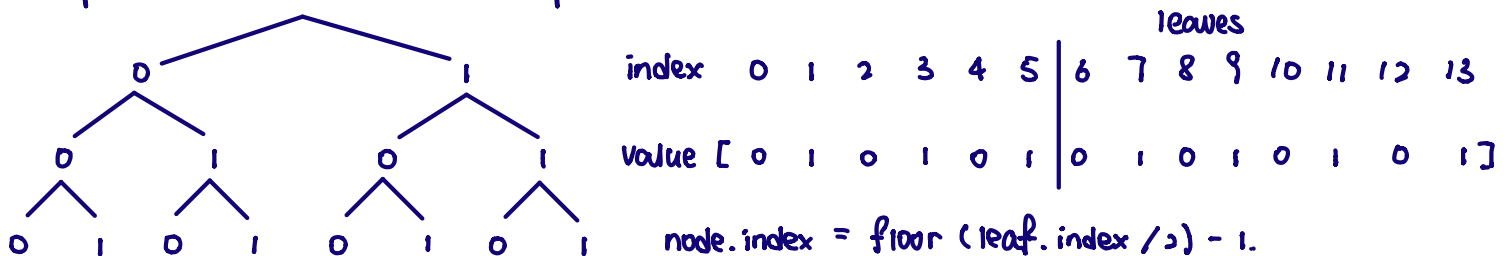 leaves
0 1
index 0 1 2 3 4 5 6 7 8 9 10 11 12 13
0 1 0 1
value [ 0 1 0 1 0 1 0 1 0 1 0 1 0 1 ]
0 1 0 1 0 1 0 1
node.index = floor (leaf.index /2) - 1.